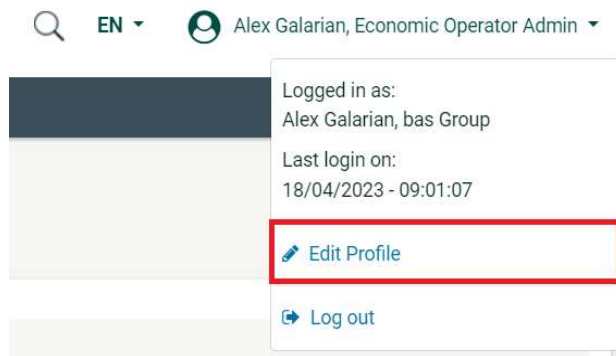 EN
Alex Galarian, Economic Operator Admin
Logged in as:
Alex Galarian, bas Group
Last login on:
18/04/2023 - 09:01:07
Edit Profile
Log out